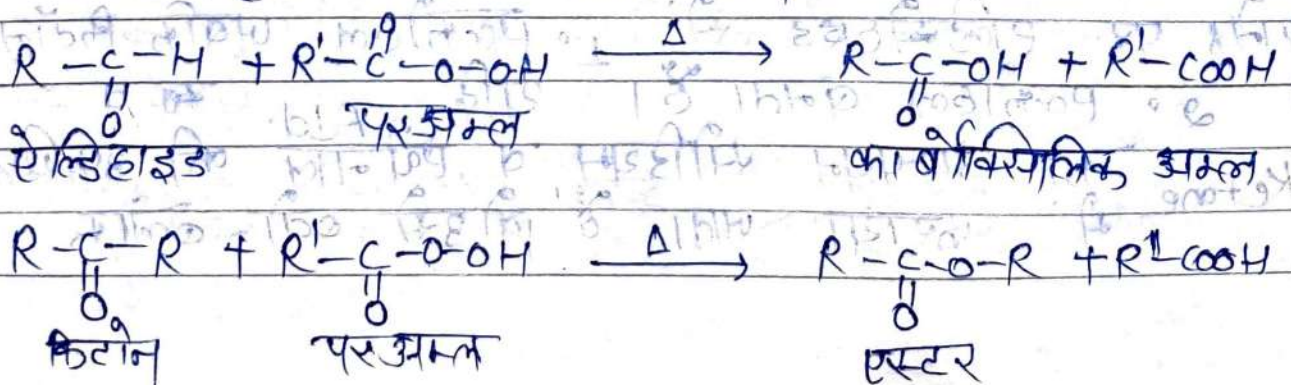 R-C-H + R'-C-O-OH —Δ→ R-C-OH + R'-COOH
|| O || O || O
ऐल्डिहाइड परअम्ल कार्बोक्सिलिक अम्ल
R-C-R + R'-C-O-OH —Δ→ R-C-O-R + R'-COOH
|| || ||
O O O
किटोन परअम्ल एस्टर